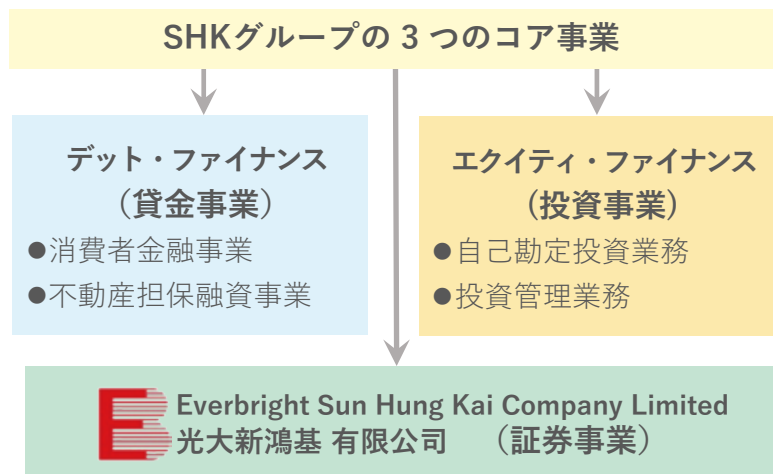 SHKグループの 3 つのコア事業
デット・ファイナンス
（貸金事業）
●消費者金融事業
●不動産担保融資事業
エクイティ・ファイナンス
(投資事業)
●自己勘定投資業務
●投資管理業務
Everbright Sun Hung Kai Company Limited
光大新鴻基 有限公司 （証券事業）